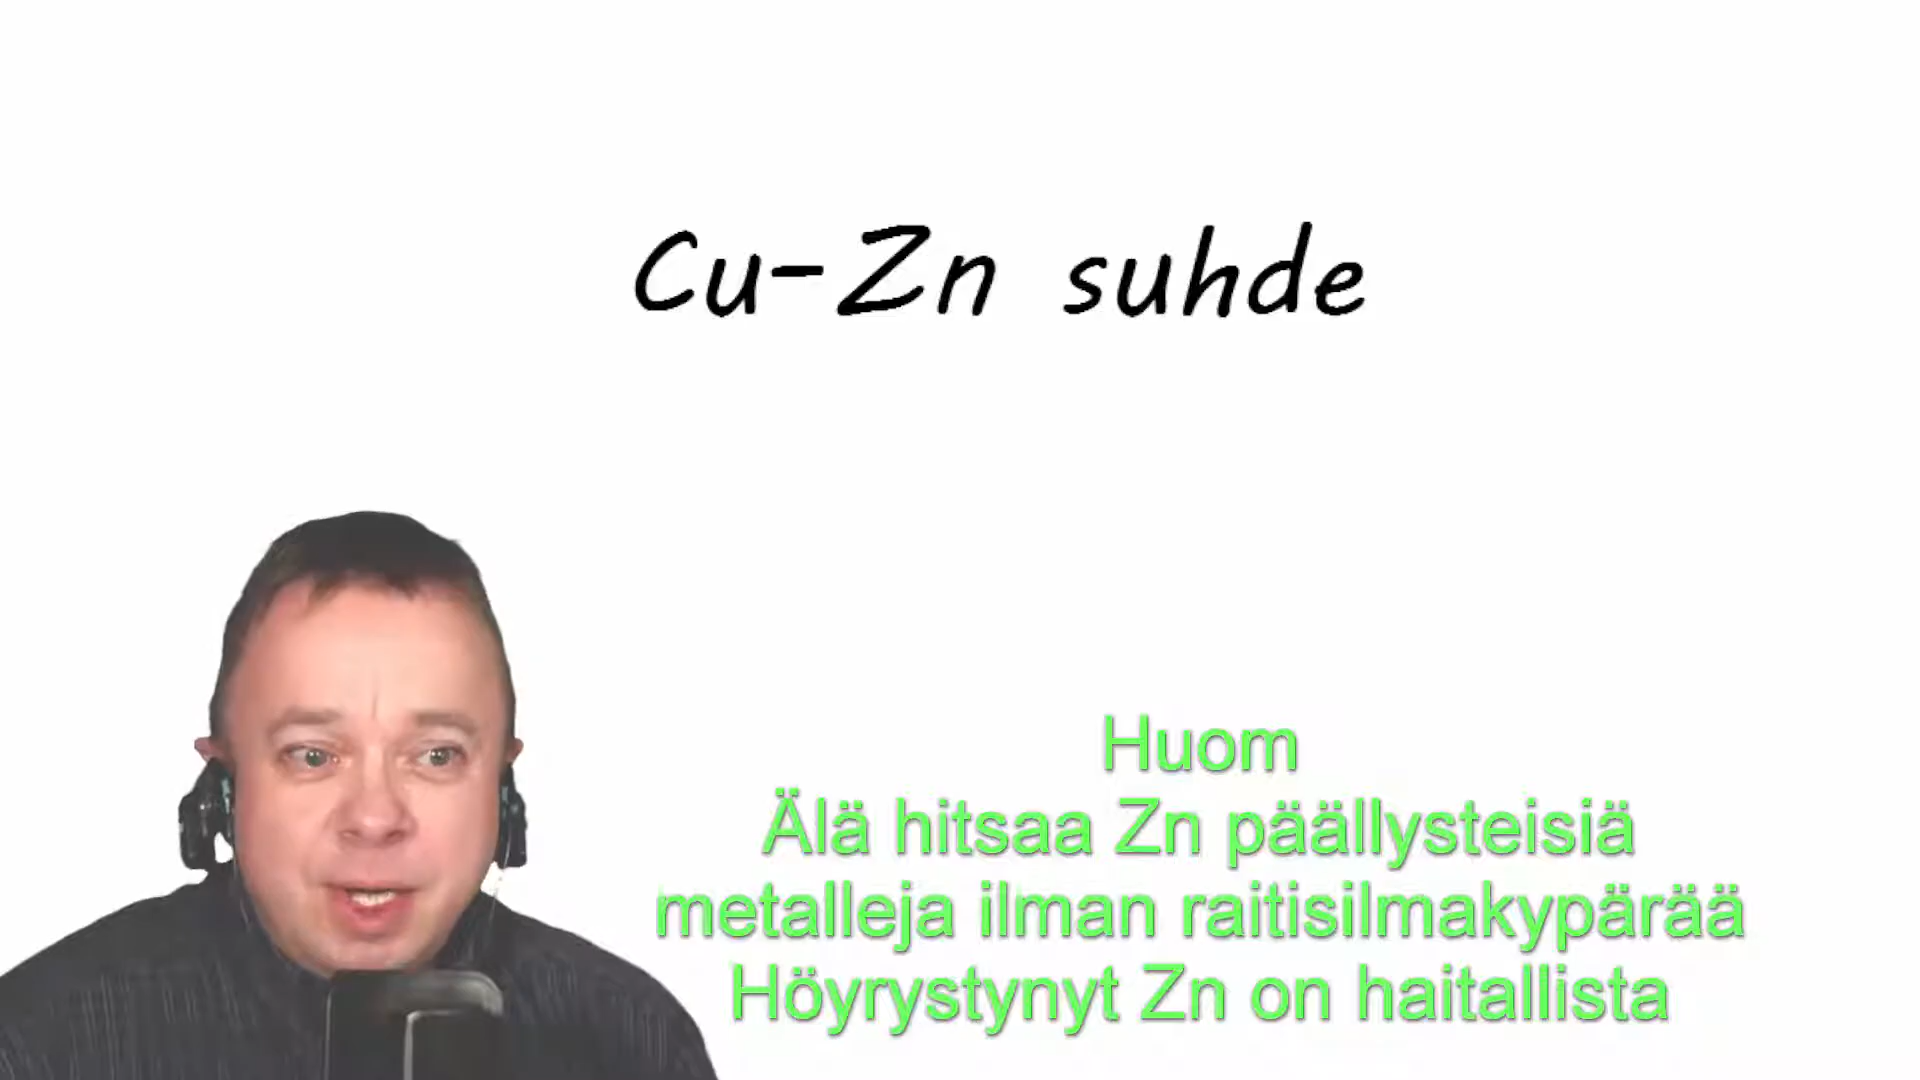 Cu-Zn suhde
Huom
Älä hitsaa Zn päällysteisiä
metalleja ilman raitisilmakypärää
Höyrystynyt Zn on haitallista